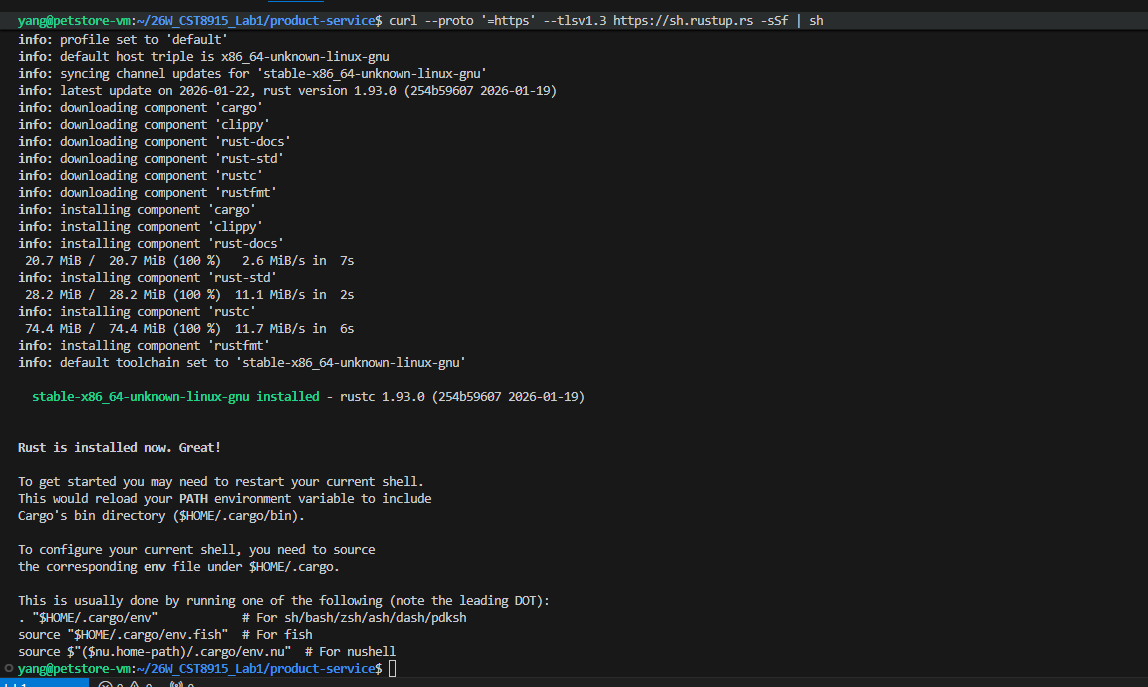 yang@petstore-vm:~/26W_CST8915_Lab1/product-service$ curl --proto '=https' --tlsv1.3 https://sh.rustup.rs -sSf | sh
info: profile set to 'default'
info: default host triple is x86_64-unknown-linux-gnu
info: syncing channel updates for 'stable-x86_64-unknown-linux-gnu'
info: latest update on 2026-01-22, rust version 1.93.0 (254b59607 2026-01-19)
info: downloading component 'cargo'
info: downloading component 'clippy'
info: downloading component 'rust-docs'
info: downloading component 'rust-std'
info: downloading component 'rustc'
info: downloading component 'rustfmt'
info: installing component 'cargo'
info: installing component 'clippy'
info: installing component 'rust-docs'
 20.7 MiB /  20.7 MiB (100 %)   2.6 MiB/s in  7s
info: installing component 'rust-std'
 28.2 MiB /  28.2 MiB (100 %)  11.1 MiB/s in  2s
info: installing component 'rustc'
 74.4 MiB /  74.4 MiB (100 %)  11.7 MiB/s in  6s
info: installing component 'rustfmt'
info: default toolchain set to 'stable-x86_64-unknown-linux-gnu'
  stable-x86_64-unknown-linux-gnu installed - rustc 1.93.0 (254b59607 2026-01-19)
Rust is installed now. Great!
To get started you may need to restart your current shell.
This would reload your PATH environment variable to include
Cargo's bin directory ($HOME/.cargo/bin).
To configure your current shell, you need to source
the corresponding env file under $HOME/.cargo.
This is usually done by running one of the following (note the leading DOT):
. "$HOME/.cargo/env"            # For sh/bash/zsh/ash/dash/pdksh
source "$HOME/.cargo/env.fish"  # For fish
source $"($nu.home-path)/.cargo/env.nu"  # For nushell
yang@petstore-vm:~/26W_CST8915_Lab1/product-service$